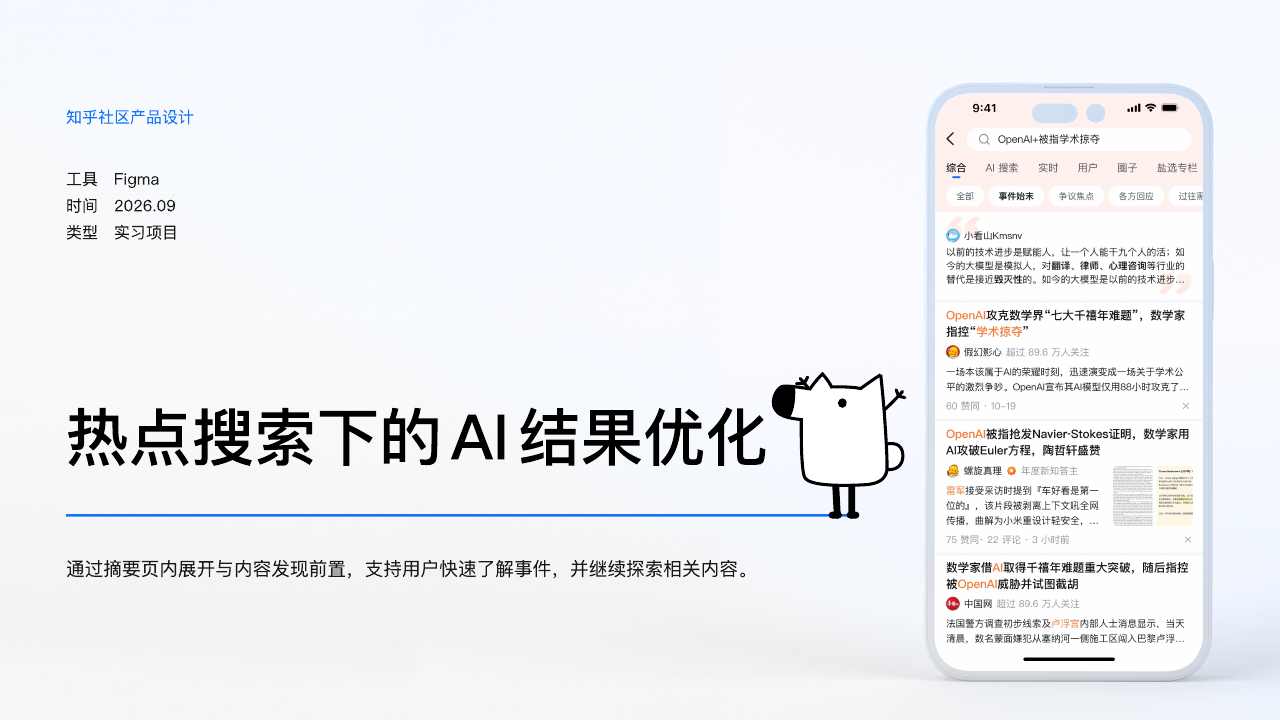 知乎社区产品设计
工具 Figma
时间 2026.09
类型 实习项目
热点搜索下的 AI 结果优化
通过摘要页内展开与内容发现前置，支持用户快速了解事件，并继续探索相关内容。
9:41
OpenAI+被指学术掠夺
综合 AI 搜索 实时 用户 圈子 盐选专栏
全部 事件始末 争议焦点 各方回应 过往
小看山Kmsnv
以前的技术进步是赋能人，让一个人能干九个人的活；如
今的大模型是模拟人，对翻译、律师、心理咨询等行业的
替代是接近毁灭性的。如今的大模型是以前的技术进步...
OpenAI攻克数学界“七大千禧年难题”，数学家
指控“学术掠夺”
假幻影心 超过 89.6 万人关注
一场本该属于AI的荣耀时刻，迅速演变成一场关于学术公
平的激烈争吵。OpenAI宣布其AI模型仅用88小时攻克了...
60 赞同 · 10-19
OpenAI被指抢发Navier-Stokes证明，数学家用
AI攻破Euler方程，陶哲轩盛赞
螺旋真理 年度新知答主
雷军接受采访时提到『车好看是第一
位的』，该片段被剥离上下文吼全网
传播，曲解为小米重设计轻安全，...
75 赞同 · 22 评论 · 3 小时前
数学家借AI取得千禧年难题重大突破，随后指控
被OpenAI威胁并试图截胡
中国网 超过 89.6 万人关注
法国警方调查初步线索及卢浮宫内部人士消息显示，当天
清晨，数名蒙面嫌犯从塞纳河一侧施工区闯入巴黎卢浮...